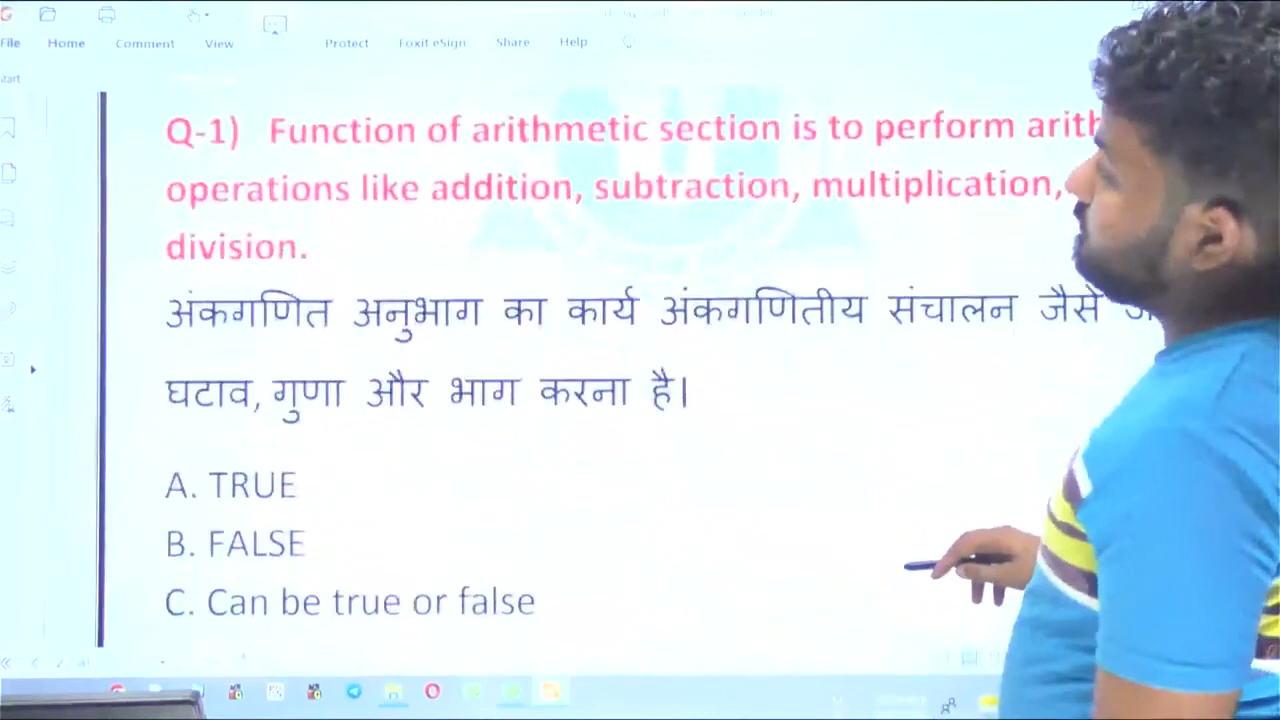 File Home Comment View Protect Foxit eSign Share Help
Q-1) Function of arithmetic section is to perform arith
operations like addition, subtraction, multiplication,
division.
अंकगणित अनुभाग का कार्य अंकगणितीय संचालन जैसे
घटाव, गुणा और भाग करना है।
A. TRUE
B. FALSE
C. Can be true or false